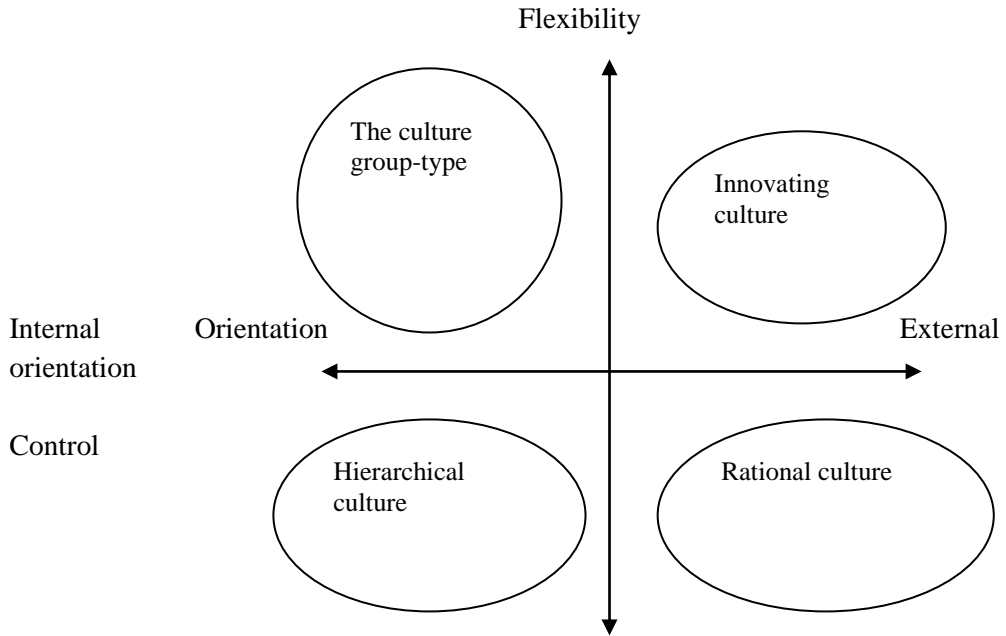 Flexibility
The culture
group-type
Innovating
culture
Internal Orientation External
orientation
Control
Hierarchical
culture
Rational culture